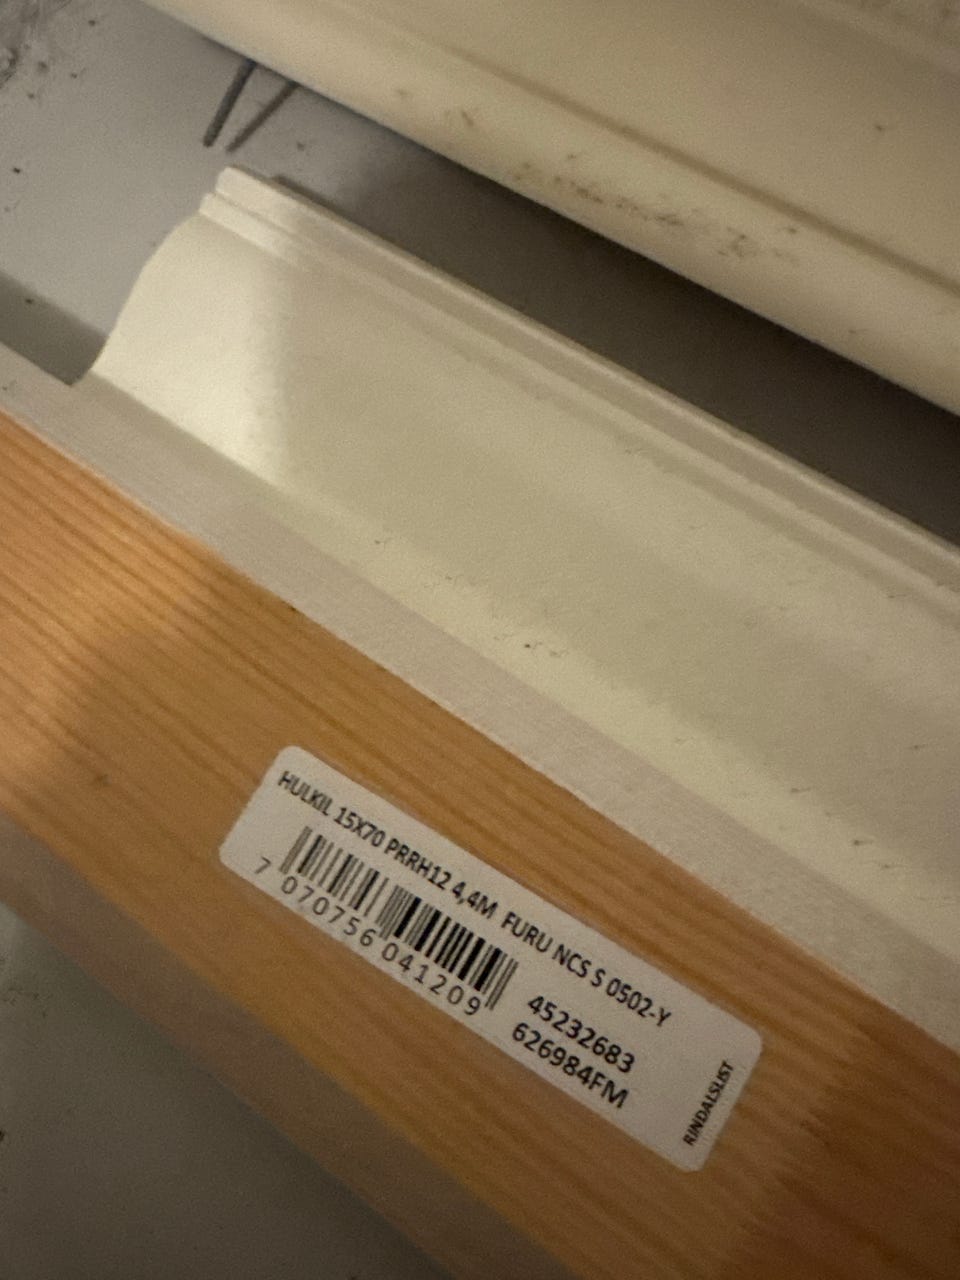 HULKIL 15X70 PRRH12 4,4M FURU NCS S 0502-Y
7 070756 041209
45232683
626984FM
RINDALSLIST